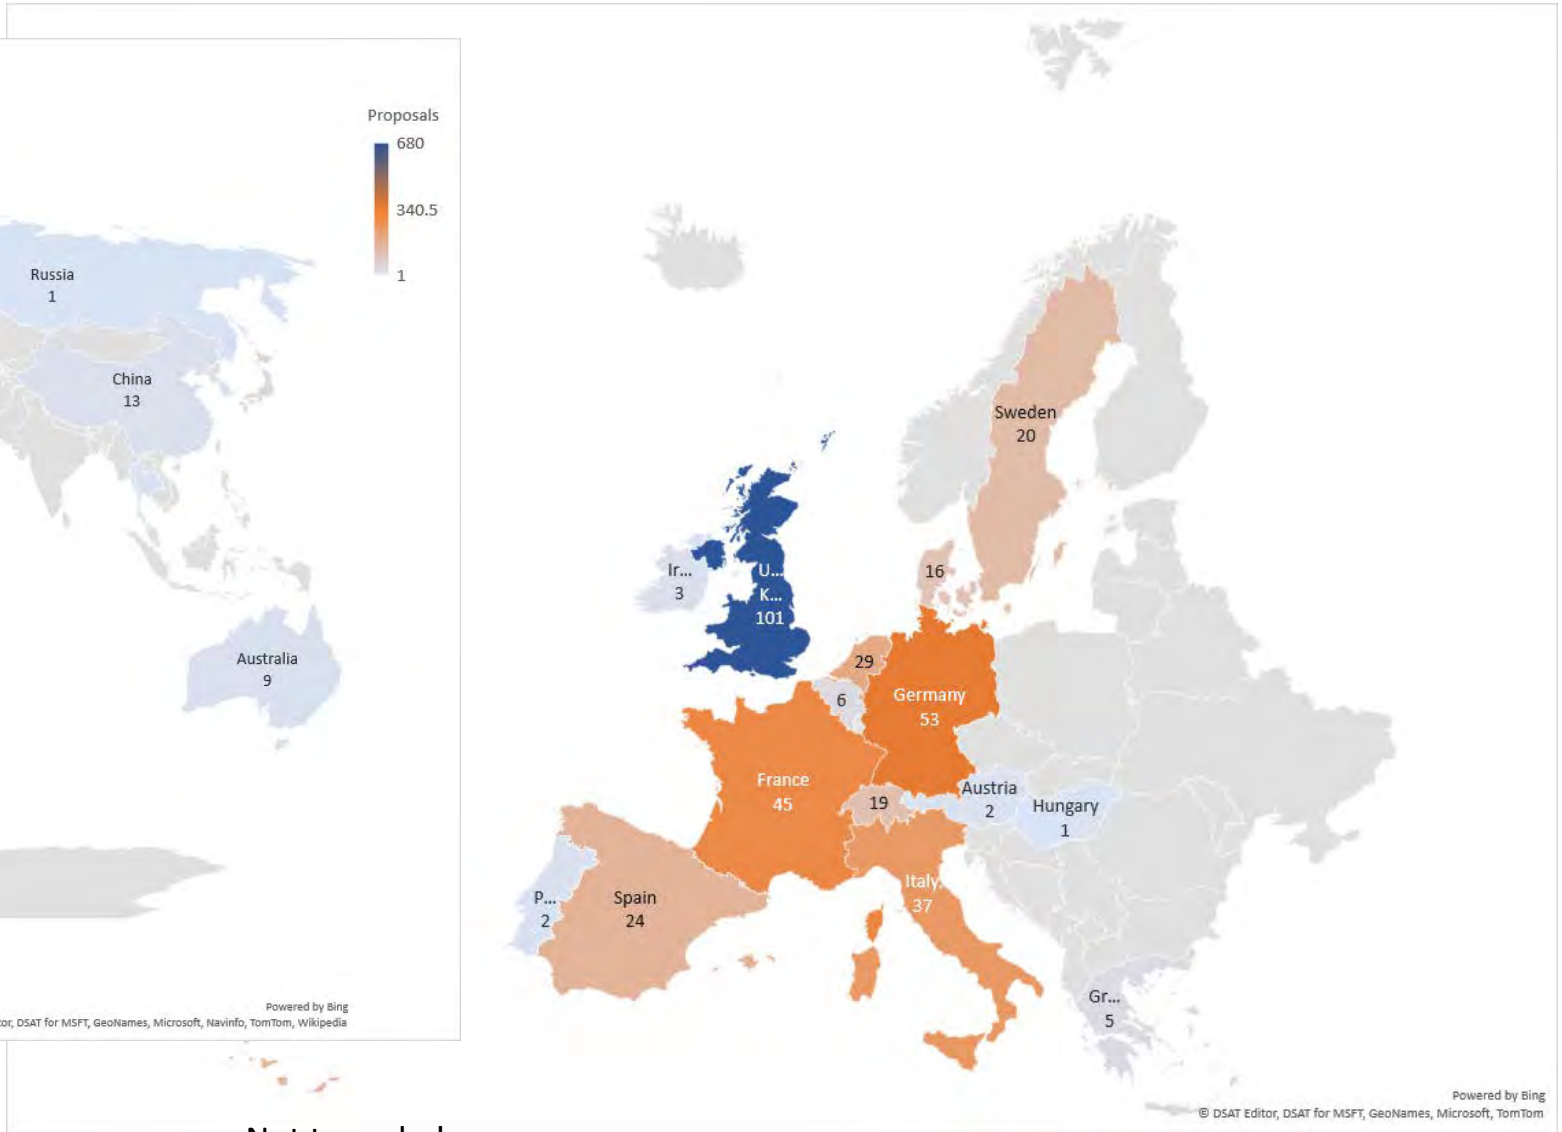 Proposals
680
340.5
1
Russia
1
China
13
Australia
9
Powered by Bing
or, DSAT for MSFT, GeoNames, Microsoft, Navinfo, TomTom, Wikipedia
Sweden
20
16
Ir...
3
U...
K...
101
29
6
Germany
53
France
45
19
Austria
2
Hungary
1
Italy
37
P...
2
Spain
24
Gr...
5
Powered by Bing
© DSAT Editor, DSAT for MSFT, GeoNames, Microsoft, TomTom